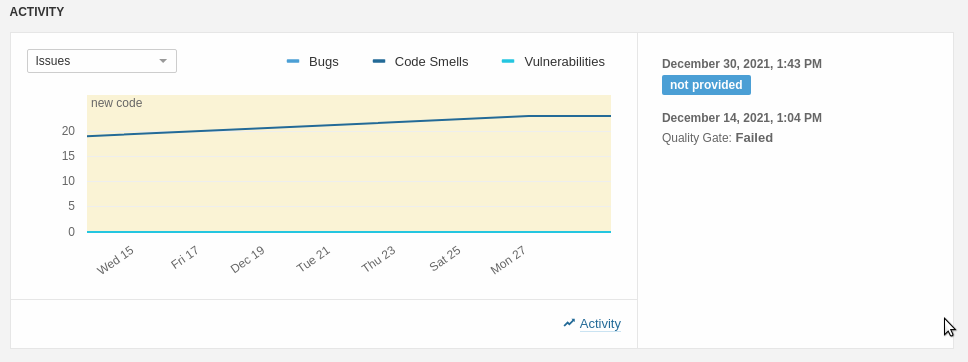 ACTIVITY
Issues
Bugs
Code Smells
Vulnerabilities
new code
20
15
10
5
0
Wed 15
Fri 17
Dec 19
Tue 21
Thu 23
Sat 25
Mon 27
Activity
December 30, 2021, 1:43 PM
not provided
December 14, 2021, 1:04 PM
Quality Gate: Failed